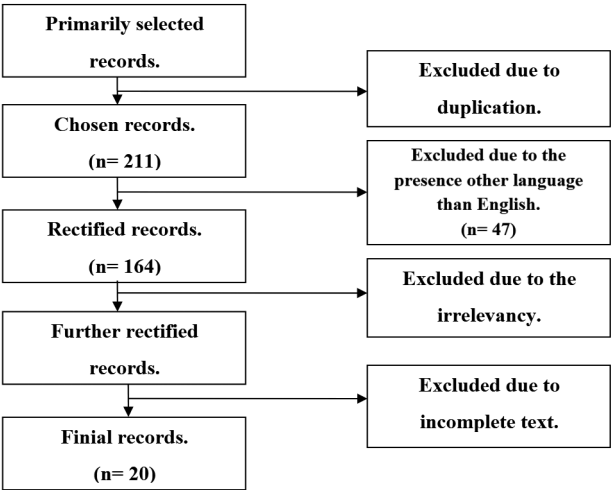 Primarily selected
records.
Excluded due to
duplication.
Chosen records.
(n= 211)
Excluded due to the
presence other language
than English.
(n= 47)
Rectified records.
(n= 164)
Excluded due to the
irrelevancy.
Further rectified
records.
Excluded due to
incomplete text.
Finial records.
(n= 20)